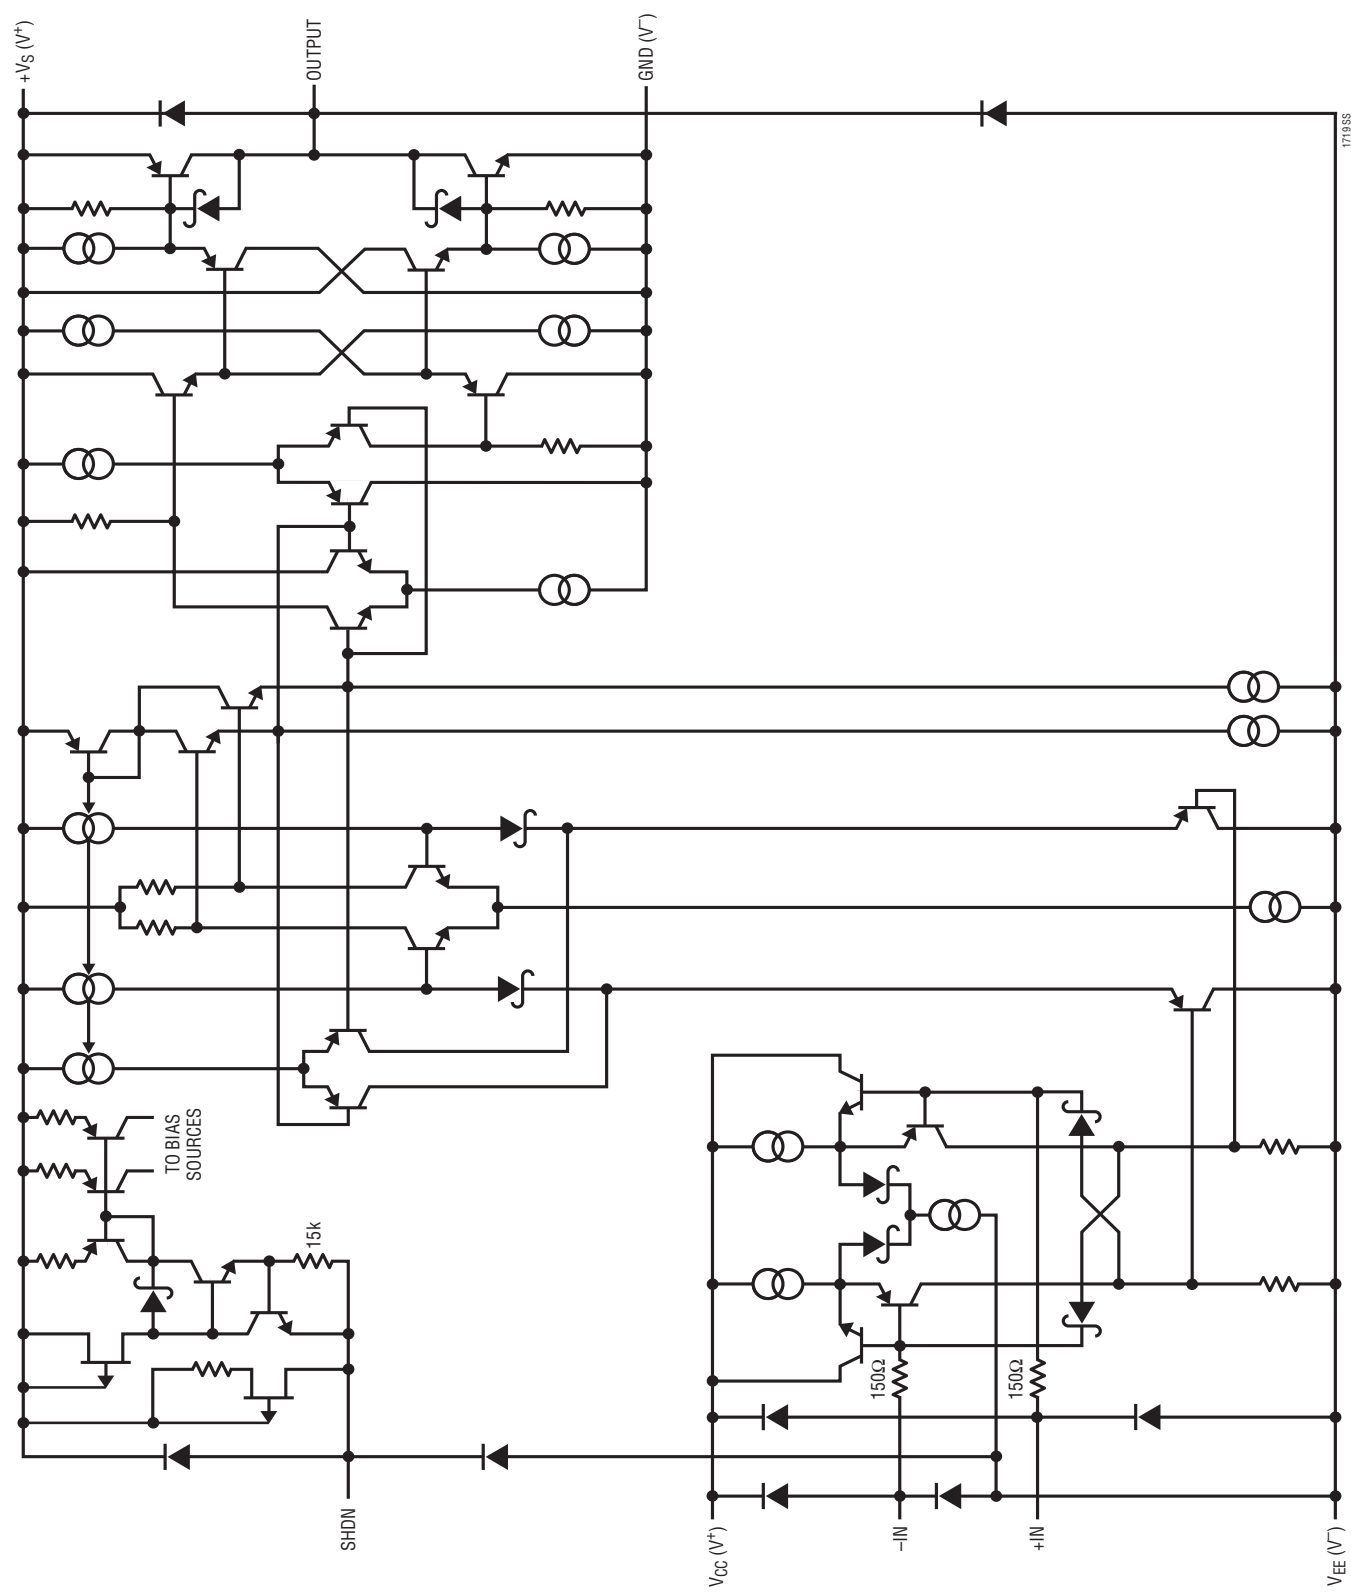 +VS (V+)
OUTPUT
GND (V–)
1719 SS
TO BIAS
SOURCES
15k
150Ω
150Ω
SHDN
VCC (V+)
–IN
+IN
VEE (V–)